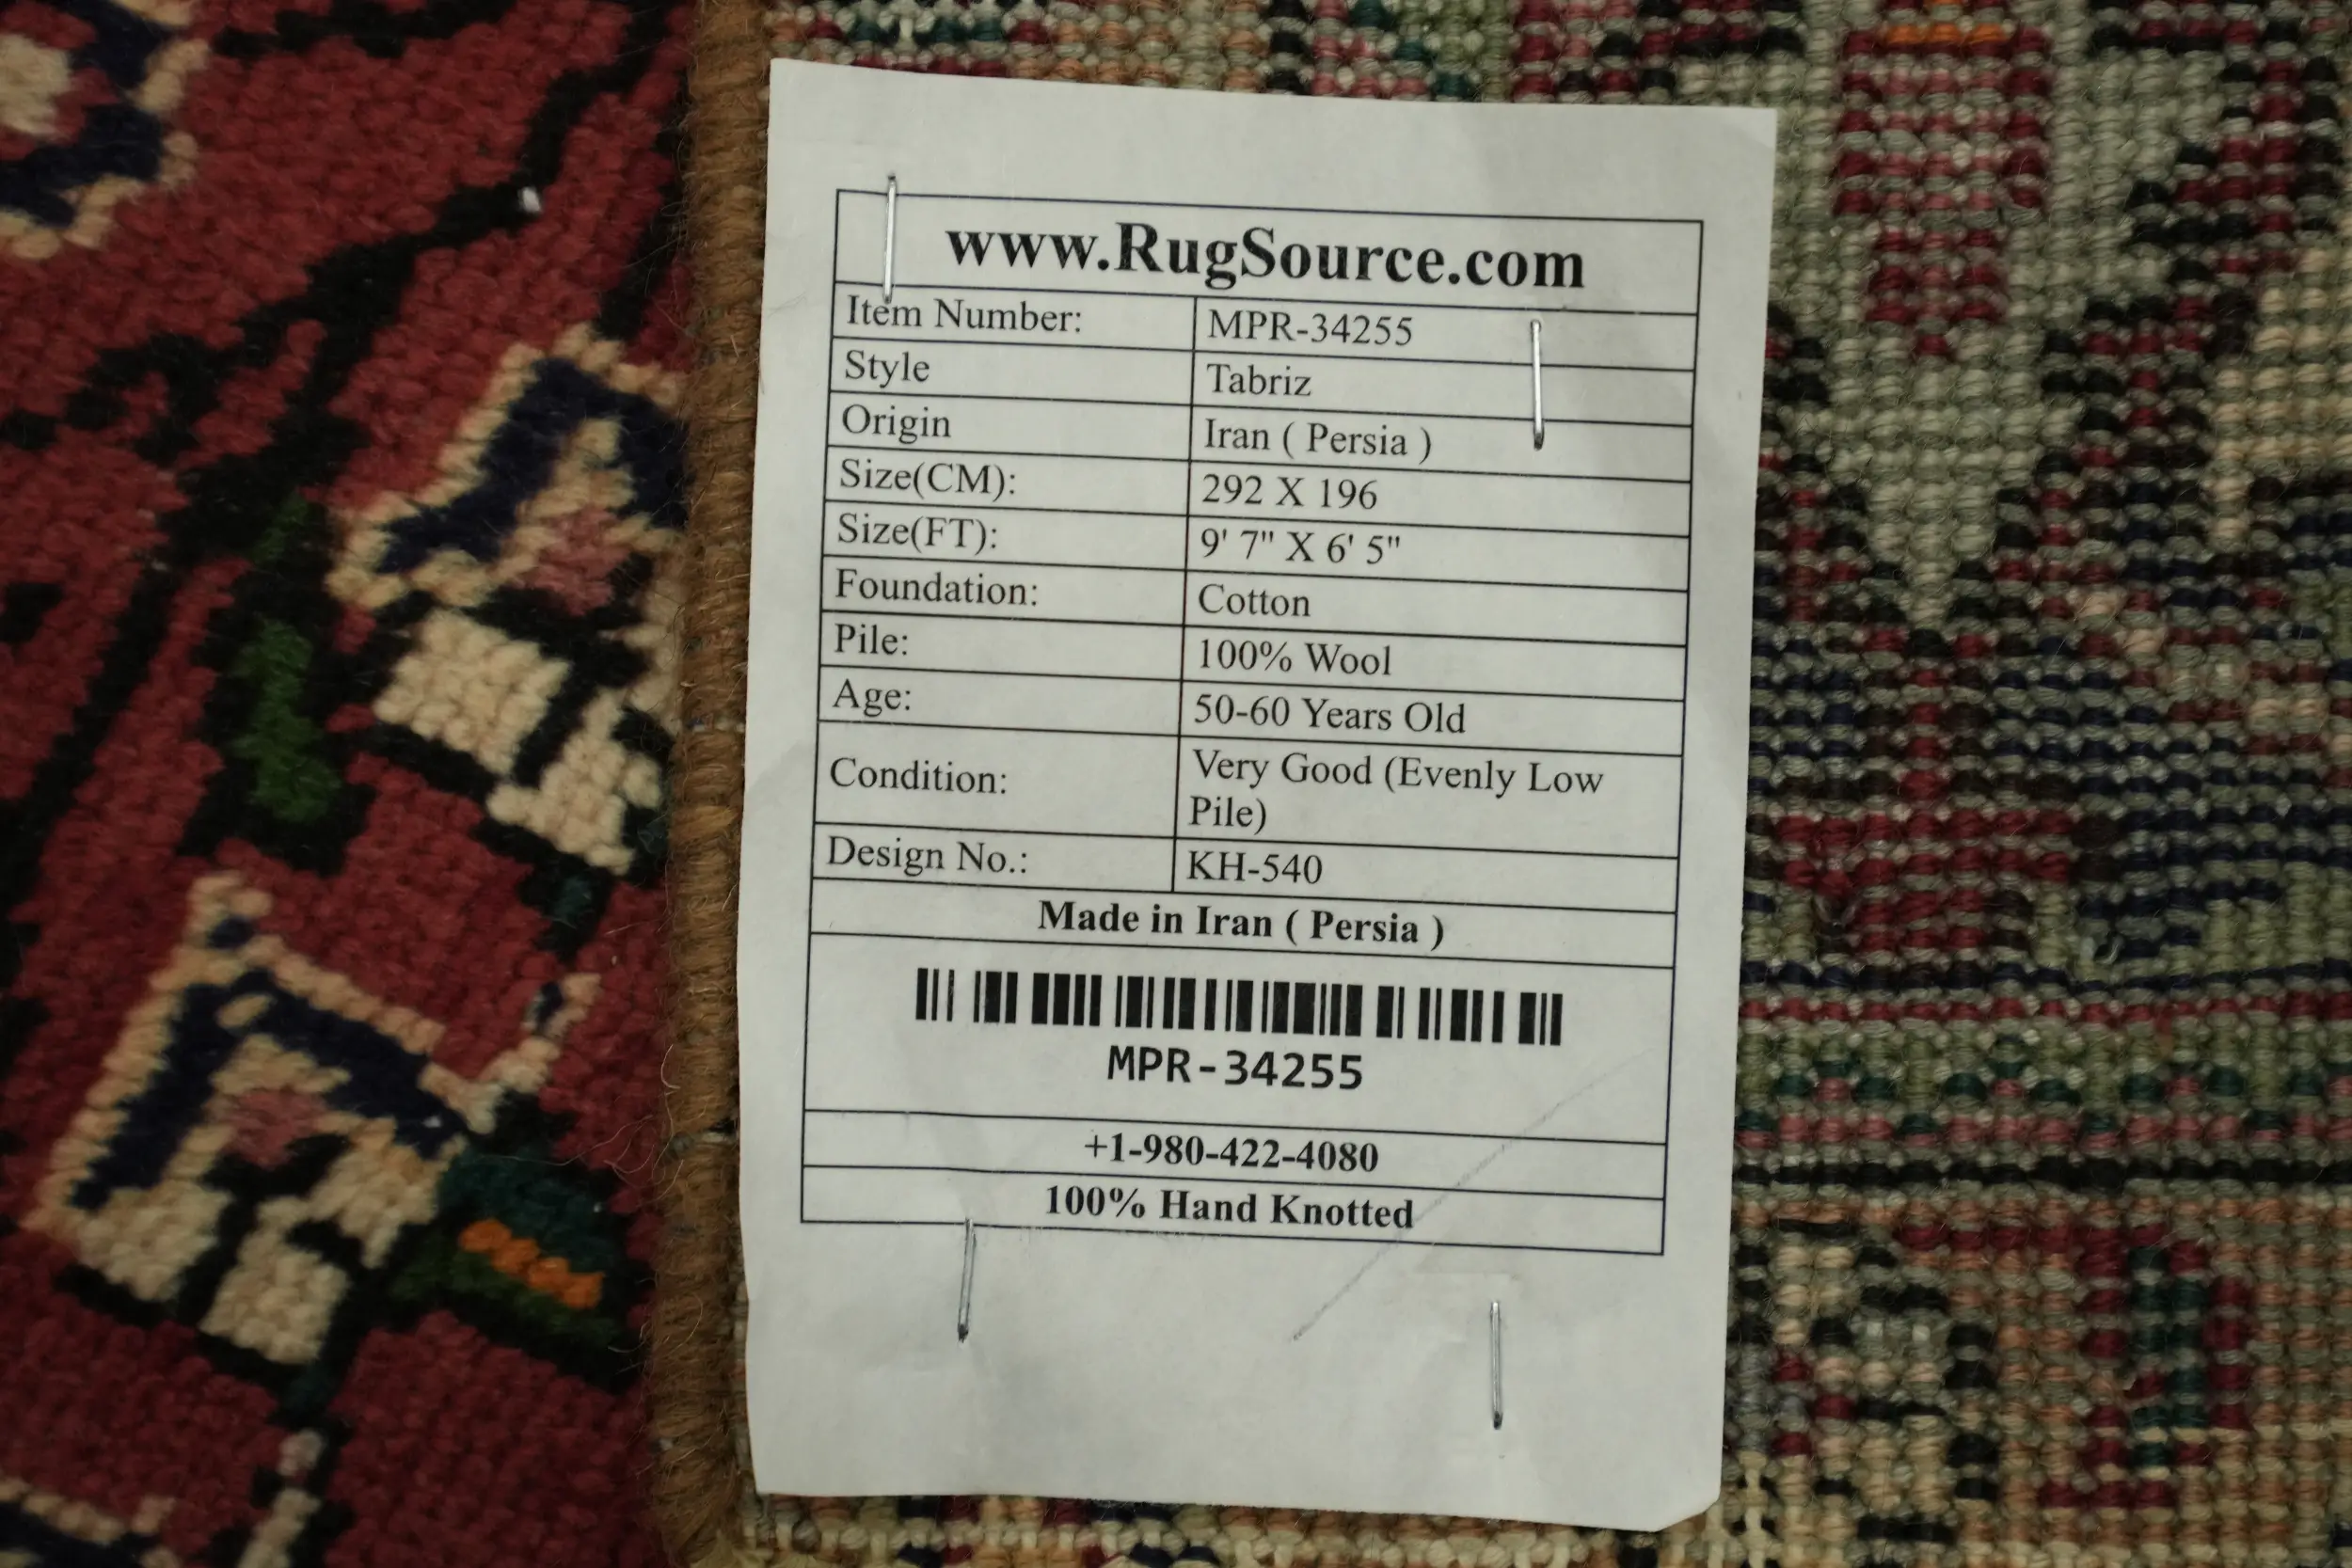 www.RugSource.com
Item Number: MPR-34255
Style Tabriz
Origin Iran ( Persia )
Size(CM): 292 X 196
Size(FT): 9' 7" X 6' 5"
Foundation: Cotton
Pile: 100% Wool
Age: 50-60 Years Old
Condition: Very Good (Evenly Low
Pile)
Design No.: KH-540
Made in Iran ( Persia )
MPR-34255
+1-980-422-4080
100% Hand Knotted